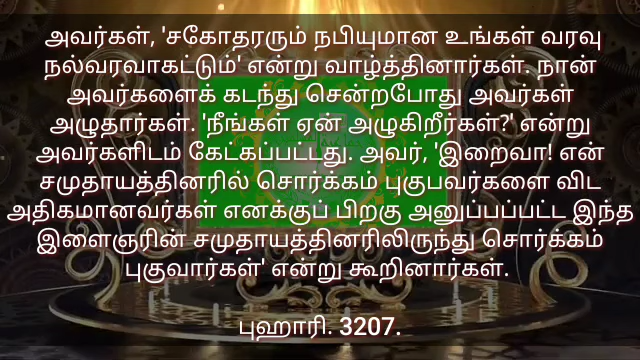 அவர்கள், 'சகோதரரும் நபியுமான உங்கள் வரவு
நல்வரவாகட்டும்' என்று வாழ்த்தினார்கள். நான்
அவர்களைக் கடந்து சென்றபோது அவர்கள்
அழுதார்கள். 'நீங்கள் ஏன் அழுகிறீர்கள்?' என்று
அவர்களிடம் கேட்கப்பட்டது. அவர், 'இறைவா! என்
சமுதாயத்தினரில் சொர்க்கம் புகுபவர்களை விட
அதிகமானவர்கள் எனக்குப் பிறகு அனுப்பப்பட்ட இந்த
இளைஞரின் சமுதாயத்தினரிலிருந்து சொர்க்கம்
புகுவார்கள்' என்று கூறினார்கள்.
புஹாரி. 3207.